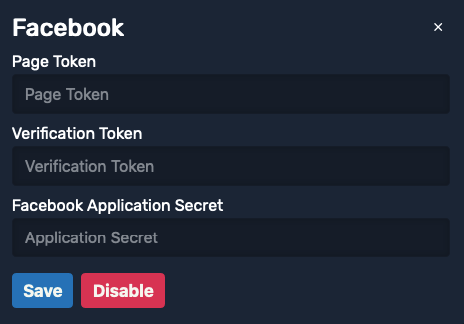 Facebook ×
Page Token
Page Token
Verification Token
Verification Token
Facebook Application Secret
Application Secret
Save Disable